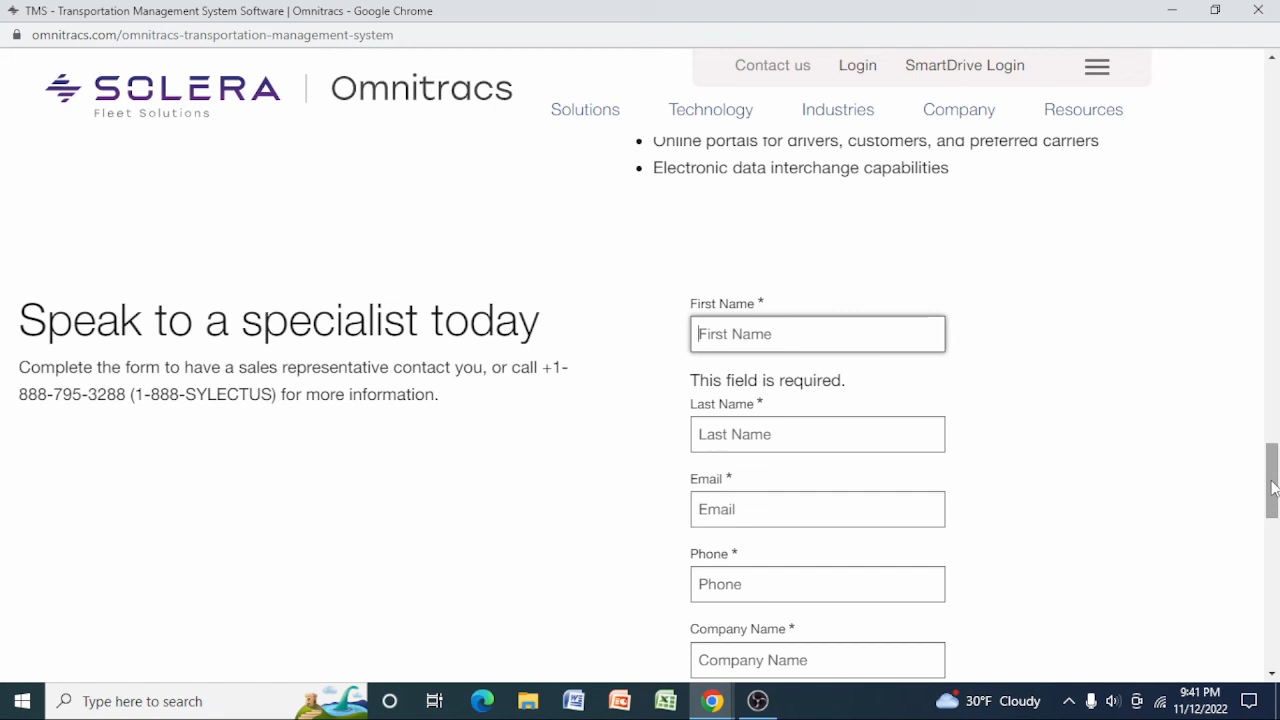 TMS - Transportation Management System Software | Omnitracs - Google Chrome
omnitracs.com/omnitracs-transportation-management-system
Contact us Login SmartDrive Login
SOLERA Omnitracs
Fleet Solutions
Solutions Technology Industries Company Resources
Online portals for drivers, customers, and preferred carriers
Electronic data interchange capabilities
Speak to a specialist today
Complete the form to have a sales representative contact you, or call +1-
888-795-3288 (1-888-SYLECTUS) for more information.
First Name *
First Name
This field is required.
Last Name *
Last Name
Email *
Email
Phone *
Phone
Company Name *
Company Name
Type here to search
30°F Cloudy
9:41 PM
11/12/2022